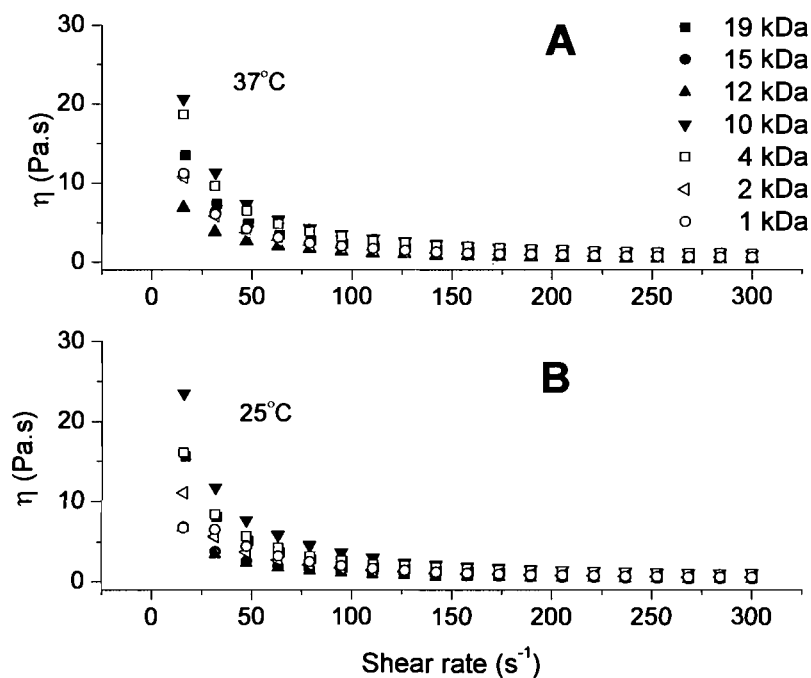 A
37°C
η (Pa.s)
30
20
10
0
0 50 100 150 200 250 300
19 kDa
15 kDa
12 kDa
10 kDa
4 kDa
2 kDa
1 kDa
B
25°C
η (Pa.s)
30
20
10
0
0 50 100 150 200 250 300
Shear rate (s⁻¹)